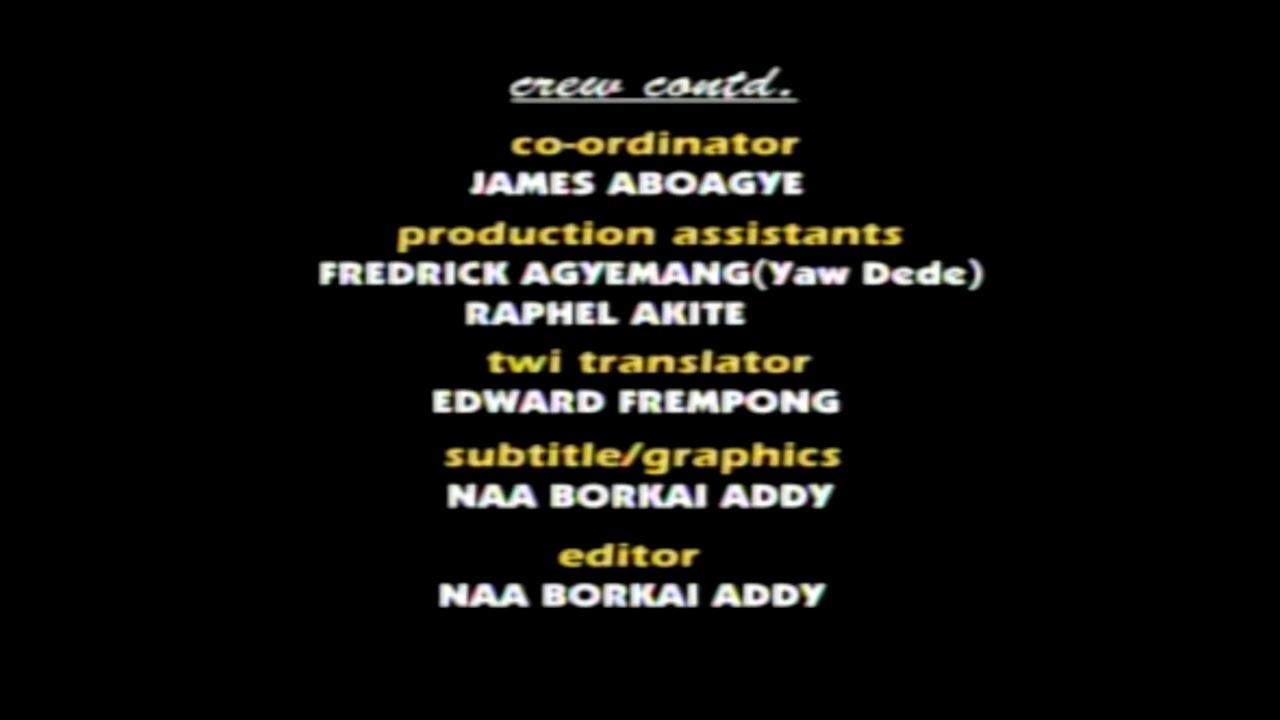 crew contd.
co-ordinator
JAMES ABOAGYE
production assistants
FREDRICK AGYEMANG(Yaw Dede)
RAPHEL AKITE
twi translator
EDWARD FREMPONG
subtitle/graphics
NAA BORKAI ADDY
editor
NAA BORKAI ADDY